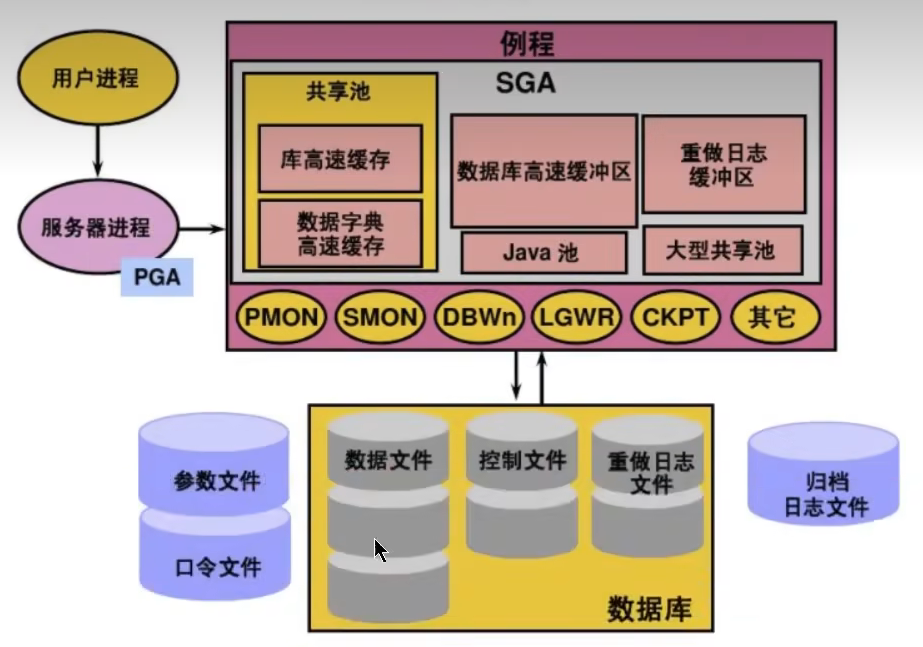 例程
用户进程
SGA
共享池
库高速缓存
数据字典
高速缓存
数据库高速缓冲区
重做日志
缓冲区
Java 池
大型共享池
服务器进程
PGA
PMON
SMON
DBWn
LGWR
CKPT
其它
参数文件
口令文件
数据文件
控制文件
重做日志
文件
数据库
归档
日志文件